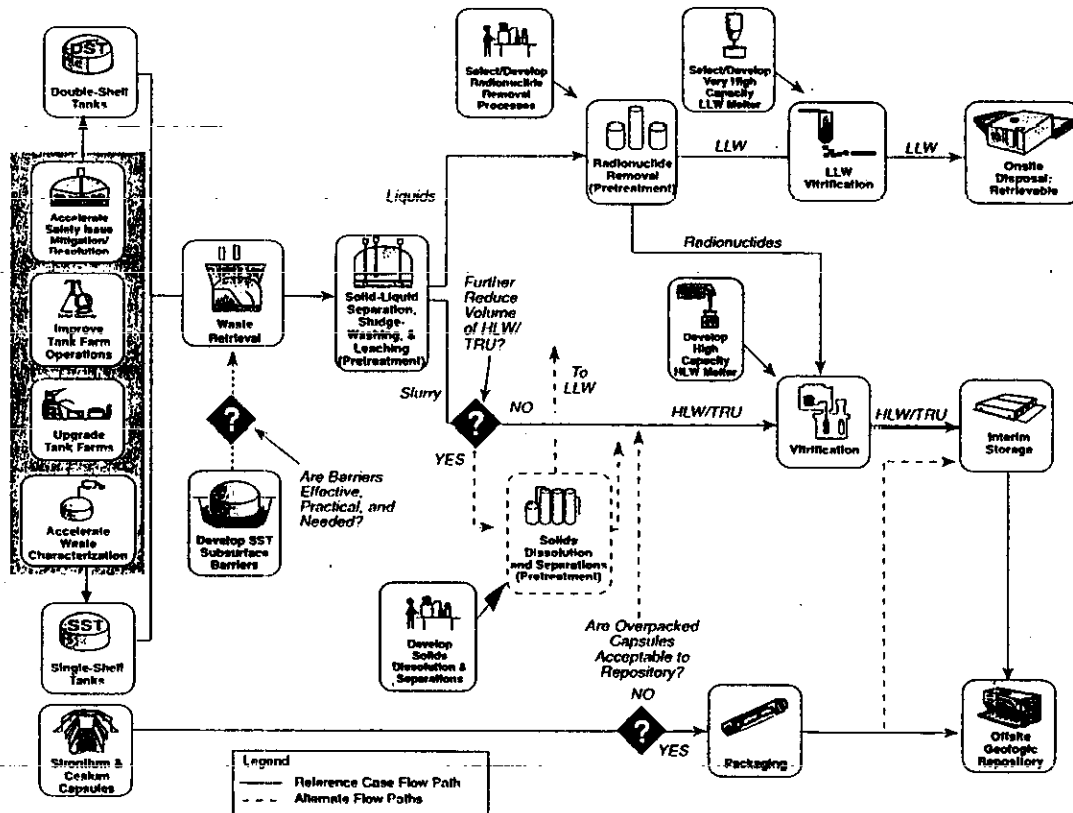 DST
Double-Shell
Tanks
Accelerate
Safety Issue
Mitigation/
Resolution
Improve
Tank Farm
Operations
Upgrade
Tank Farms
Accelerate
Waste
Characterization
SST
Single-Shell
Tanks
Strontium &
Cesium
Capsules
Waste
Retrieval
?
Develop SST
Subsurface
Barriers
Are Barriers
Effective,
Practical, and
Needed?
Solid-Liquid
Separation,
Sludge-
Washing, &
Leaching
(Pretreatment)
Liquids
Slurry
Further
Reduce
Volume
of HLW/
TRU?
?
NO
YES
To
LLW
Select/Develop
Radionuclide
Removal
Processes
Radionuclide
Removal
(Pretreatment)
LLW
Select/Develop
Very High
Capacity
LLW Melter
LLW
Vitrification
LLW
Onsite
Disposal;
Retrievable
Radionuclides
Develop
High
Capacity
HLW Melter
HLW/TRU
Vitrification
HLW/TRU
Interim
Storage
Solids
Dissolution
and Separations
(Pretreatment)
Develop
Solids
Dissolution &
Separations
Are Overpacked
Capsules
Acceptable to
Repository?
NO
?
YES
Packaging
Offsite
Geologic
Repository
Legend
Reference Case Flow Path
Alternate Flow Paths